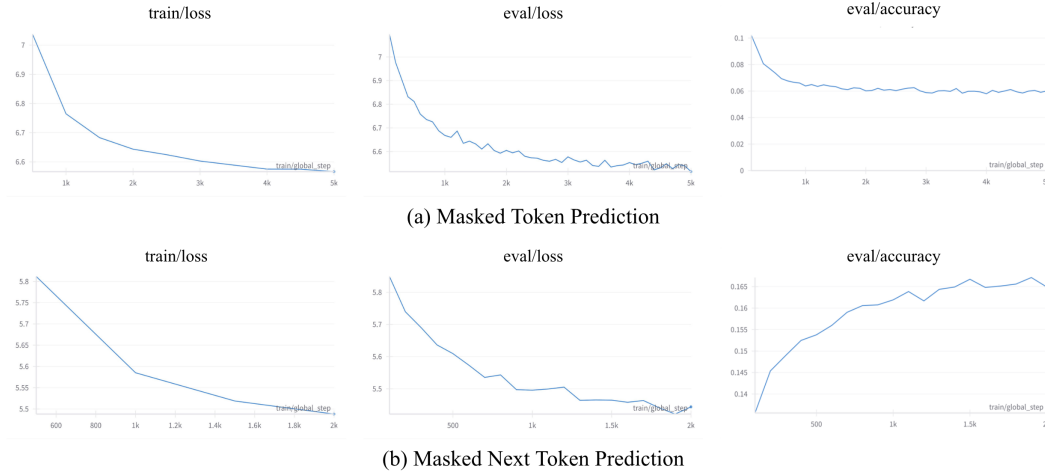 train/loss
eval/loss
eval/accuracy
7
6.9
6.8
6.7
6.6
train/global_step
1k
2k
3k
4k
5k
7
6.9
6.8
6.7
6.6
train/global_step
1k
2k
3k
4k
5k
0.1
0.08
0.06
0.04
0.02
0
train/global_step
1k
2k
3k
4k
(a) Masked Token Prediction
train/loss
eval/loss
eval/accuracy
5.8
5.75
5.7
5.65
5.6
5.55
5.5
train/global_step
600
800
1k
1.2k
1.4k
1.6k
1.8k
2k
5.8
5.7
5.6
5.5
train/global_step
500
1k
1.5k
2k
0.165
0.16
0.155
0.15
0.145
0.14
train/global_step
500
1k
1.5k
(b) Masked Next Token Prediction